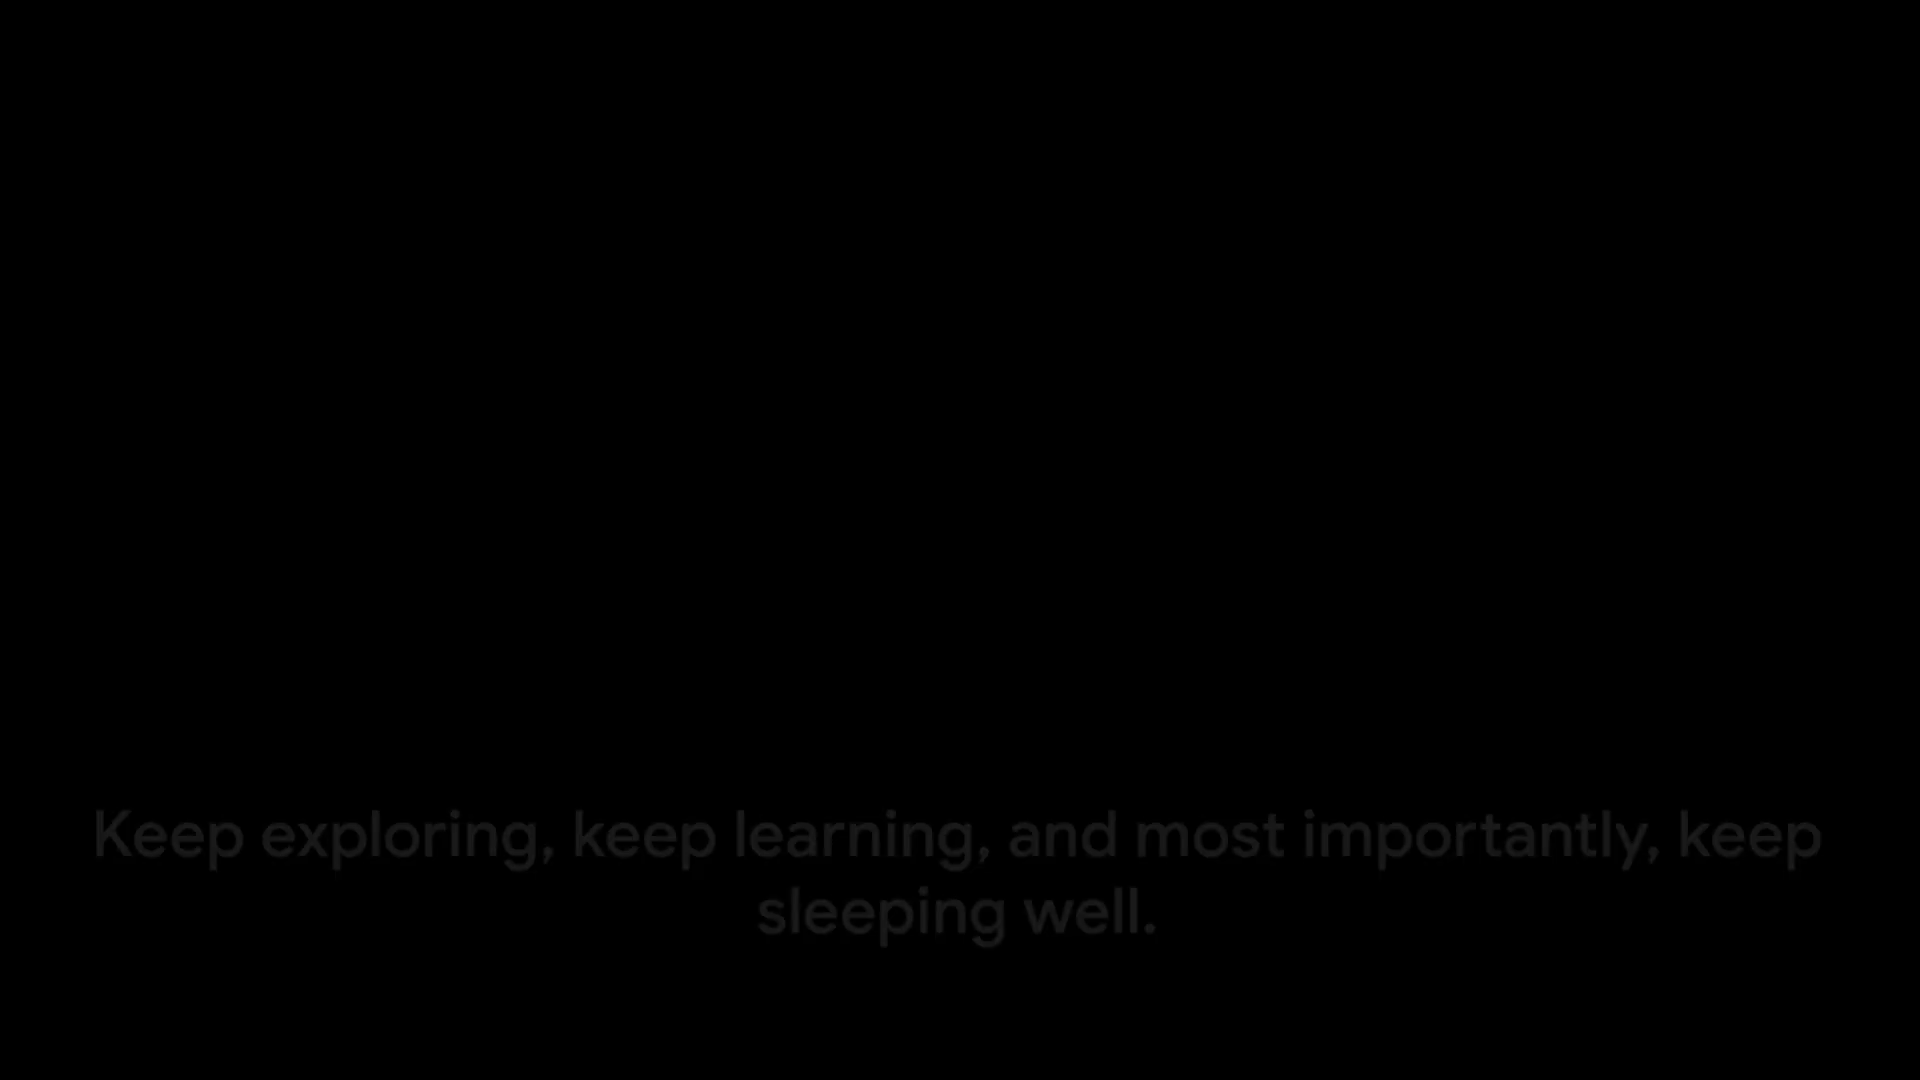 Keep exploring, keep learning, and most importantly, keep
sleeping well.